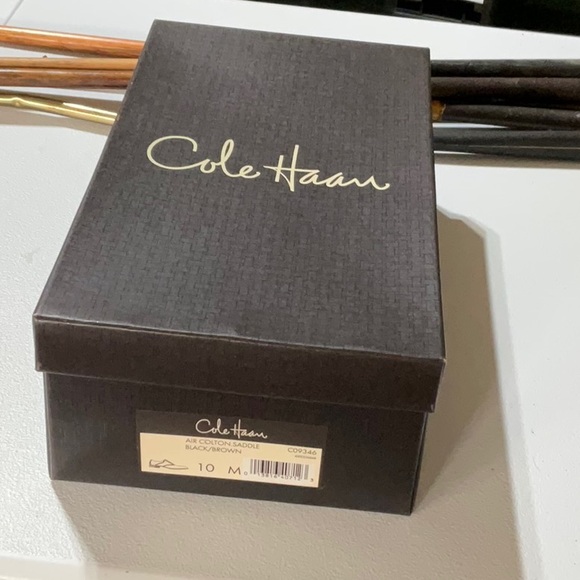 Cole Haan
Cole Haan
AIR COLTON.SADDLE C09346
BLACK/BROWN
10 M